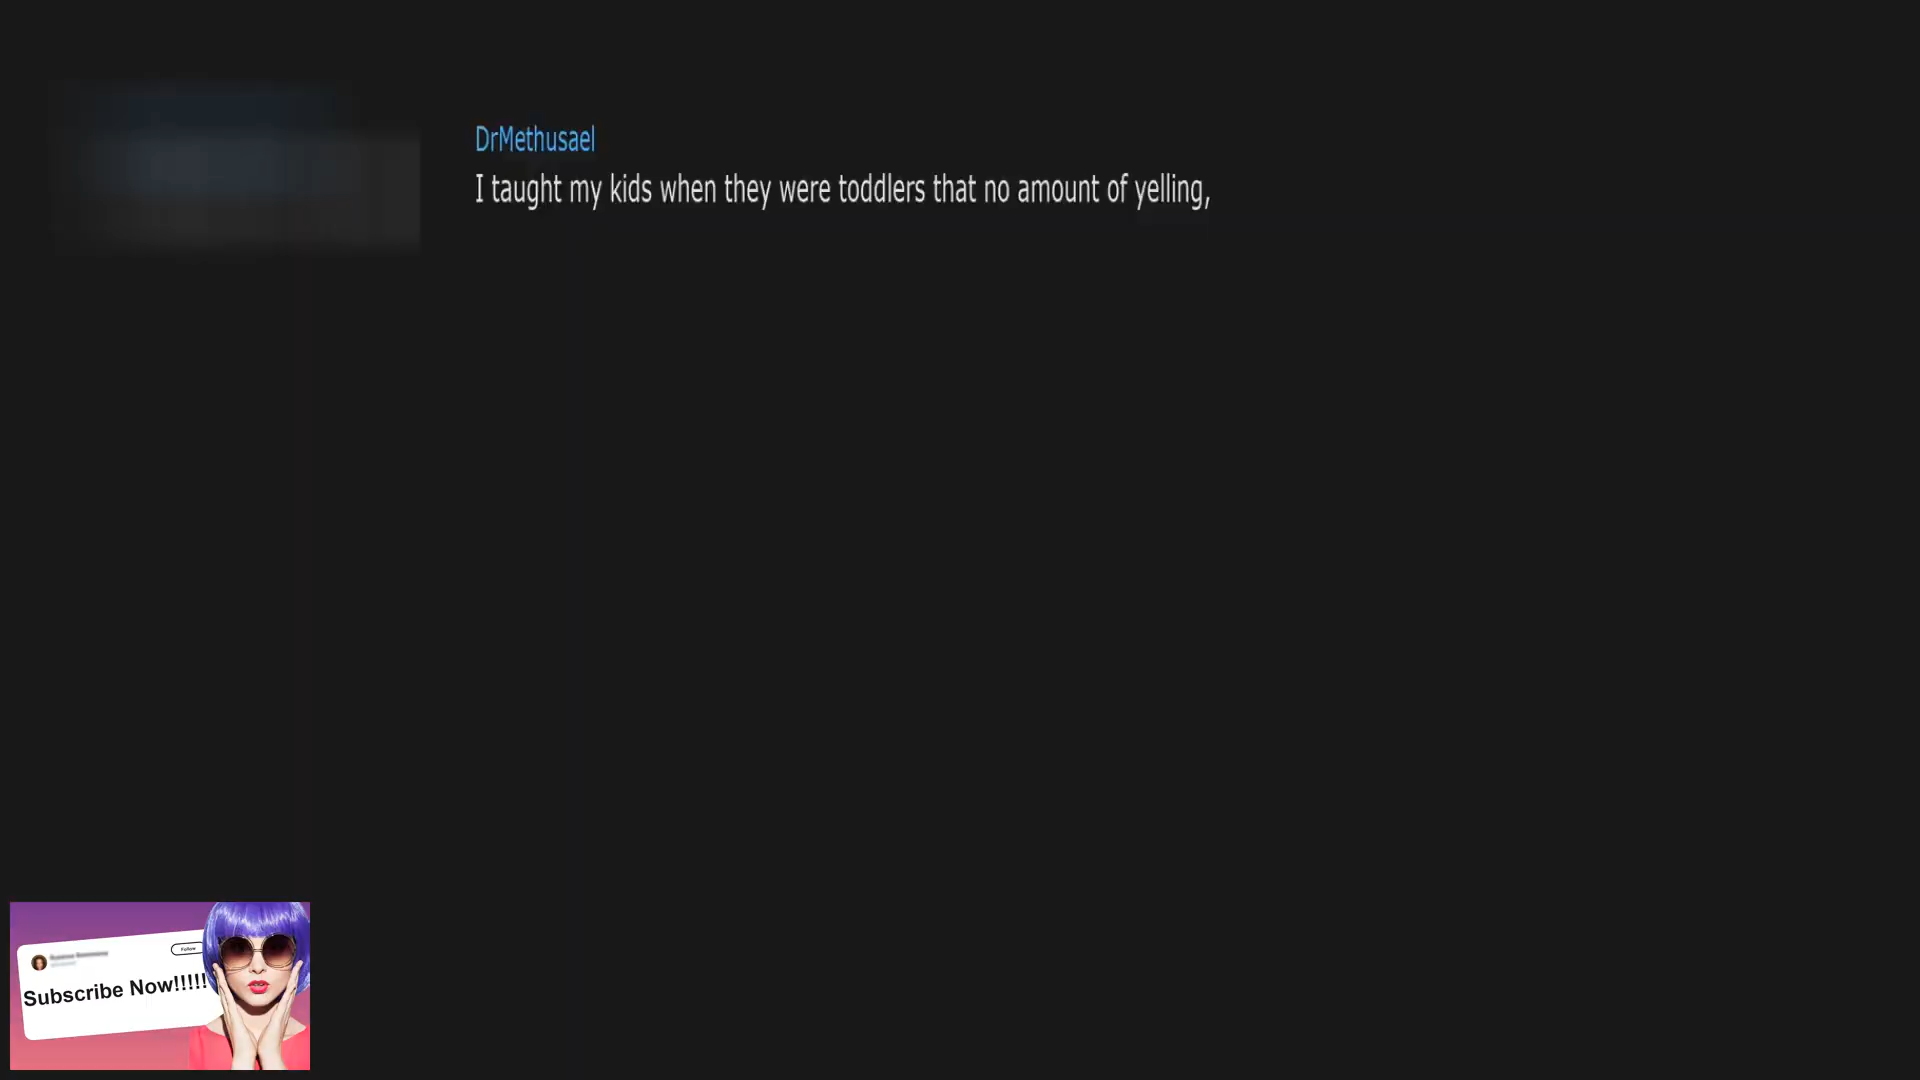 DrMethusael
I taught my kids when they were toddlers that no amount of yelling,
Follow
Subscribe Now!!!!!